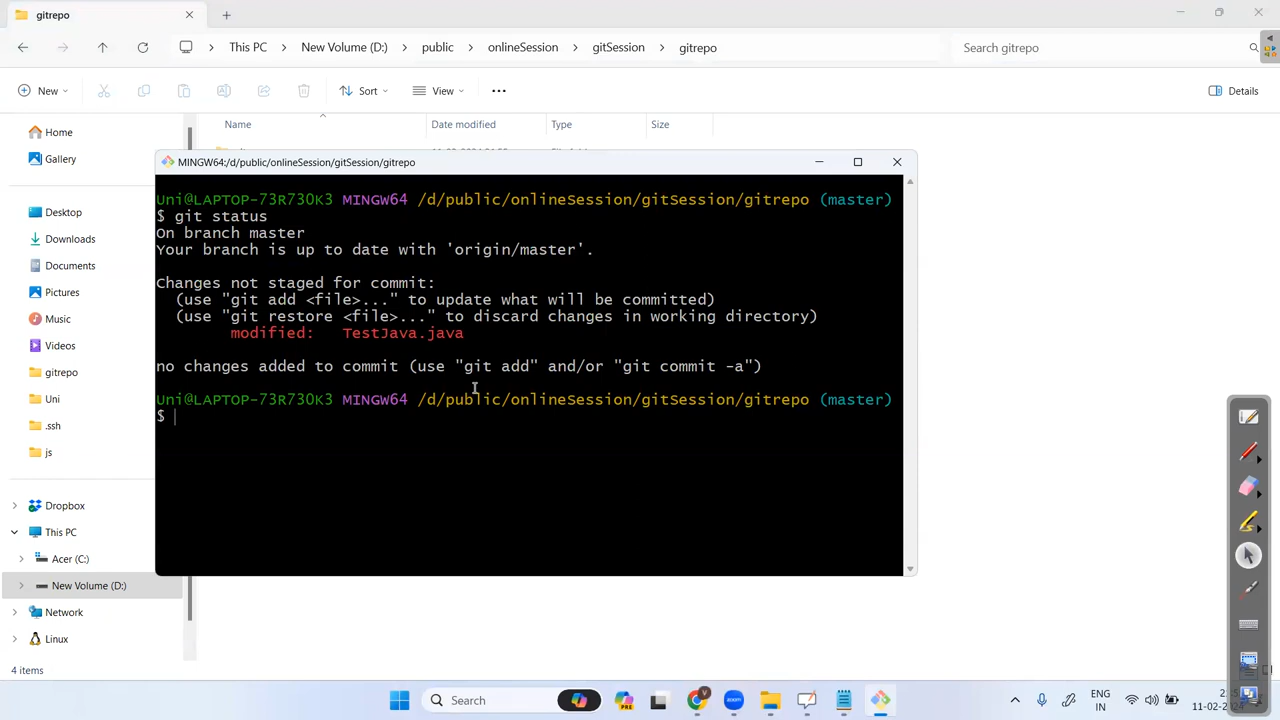 gitrepo
This PC
New Volume (D:)
public
onlineSession
gitSession
gitrepo
Search gitrepo
New
Sort
View
Details
Name
Date modified
Type
Size
Home
Gallery
Desktop
Downloads
Documents
Pictures
Music
Videos
gitrepo
Uni
.ssh
js
Dropbox
This PC
Acer (C:)
New Volume (D:)
Network
Linux
4 items
MINGW64:/d/public/onlineSession/gitSession/gitrepo
Uni@LAPTOP-73R730K3 MINGW64 /d/public/onlineSession/gitSession/gitrepo (master)
$ git status
On branch master
Your branch is up to date with 'origin/master'.
Changes not staged for commit:
(use "git add <file>..." to update what will be committed)
(use "git restore <file>..." to discard changes in working directory)
modified: TestJava.java
no changes added to commit (use "git add" and/or "git commit -a")
Uni@LAPTOP-73R730K3 MINGW64 /d/public/onlineSession/gitSession/gitrepo (master)
$
Search
PRE
V
zoom
ENG
IN